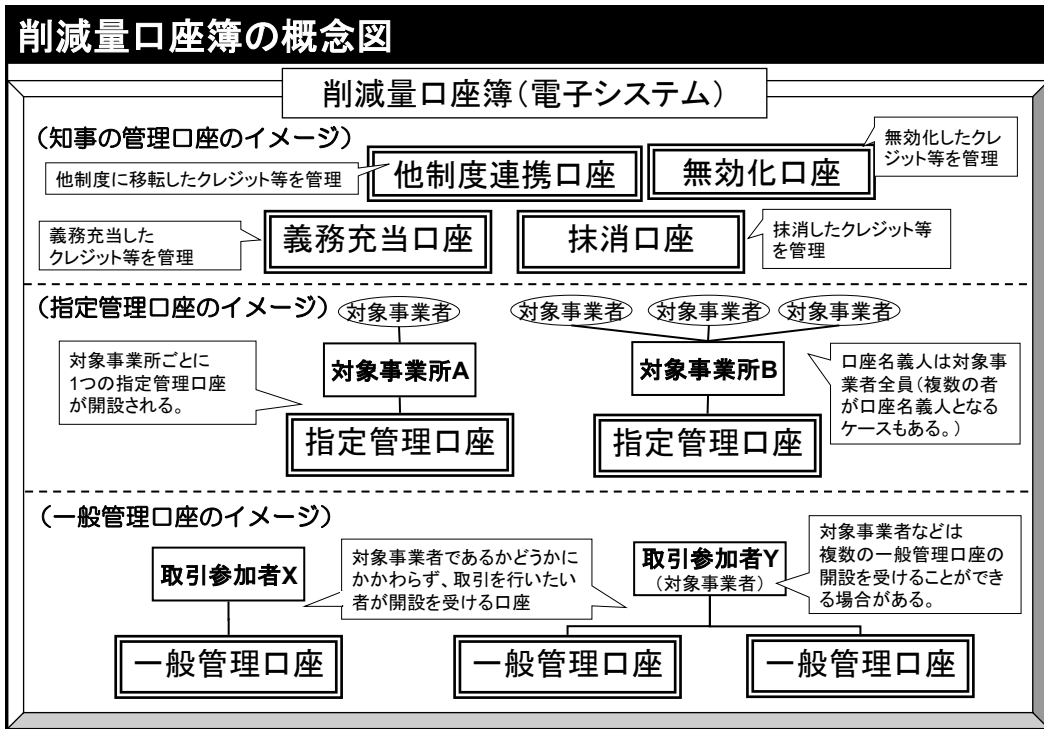 削減量口座簿の概念図
削減量口座簿(電子システム)
(知事の管理口座のイメージ)
他制度に移転したクレジット等を管理
他制度連携口座
無効化口座
無効化したクレ
ジット等を管理
義務充当した
クレジット等を管理
義務充当口座
抹消口座
抹消したクレジット等
を管理
(指定管理口座のイメージ)
対象事業者
対象事業者
対象事業者
対象事業者
対象事業所ごとに
1つの指定管理口座
が開設される。
対象事業所A
対象事業所B
口座名義人は対象事
業者全員(複数の者
が口座名義人となる
ケースもある。)
指定管理口座
指定管理口座
(一般管理口座のイメージ)
取引参加者X
対象事業者であるかどうかに
かかわらず、取引を行いたい
者が開設を受ける口座
取引参加者Y
(対象事業者)
対象事業者などは
複数の一般管理口座の
開設を受けることができ
る場合がある。
一般管理口座
一般管理口座
一般管理口座